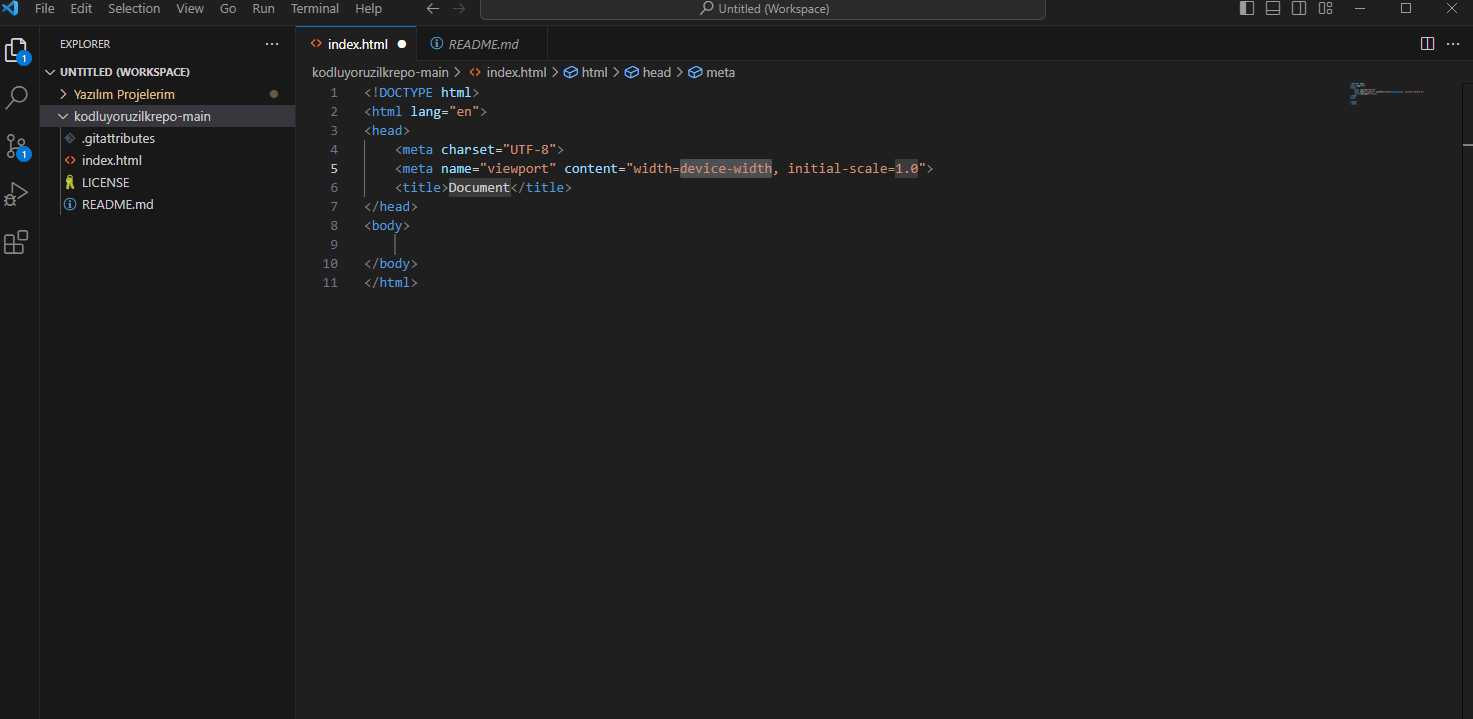 File Edit Selection View Go Run Terminal Help
Untitled (Workspace)
EXPLORER
UNTITLED (WORKSPACE)
Yazılım Projelerim
kodluyoruzilkrepo-main
.gitattributes
index.html
LICENSE
README.md
1
1
index.html
README.md
kodluyoruzilkrepo-main > index.html > html > head > meta
1 <!DOCTYPE html>
2 <html lang="en">
3 <head>
4 <meta charset="UTF-8">
5 <meta name="viewport" content="width=device-width, initial-scale=1.0">
6 <title>Document</title>
7 </head>
8 <body>
9
10 </body>
11 </html>